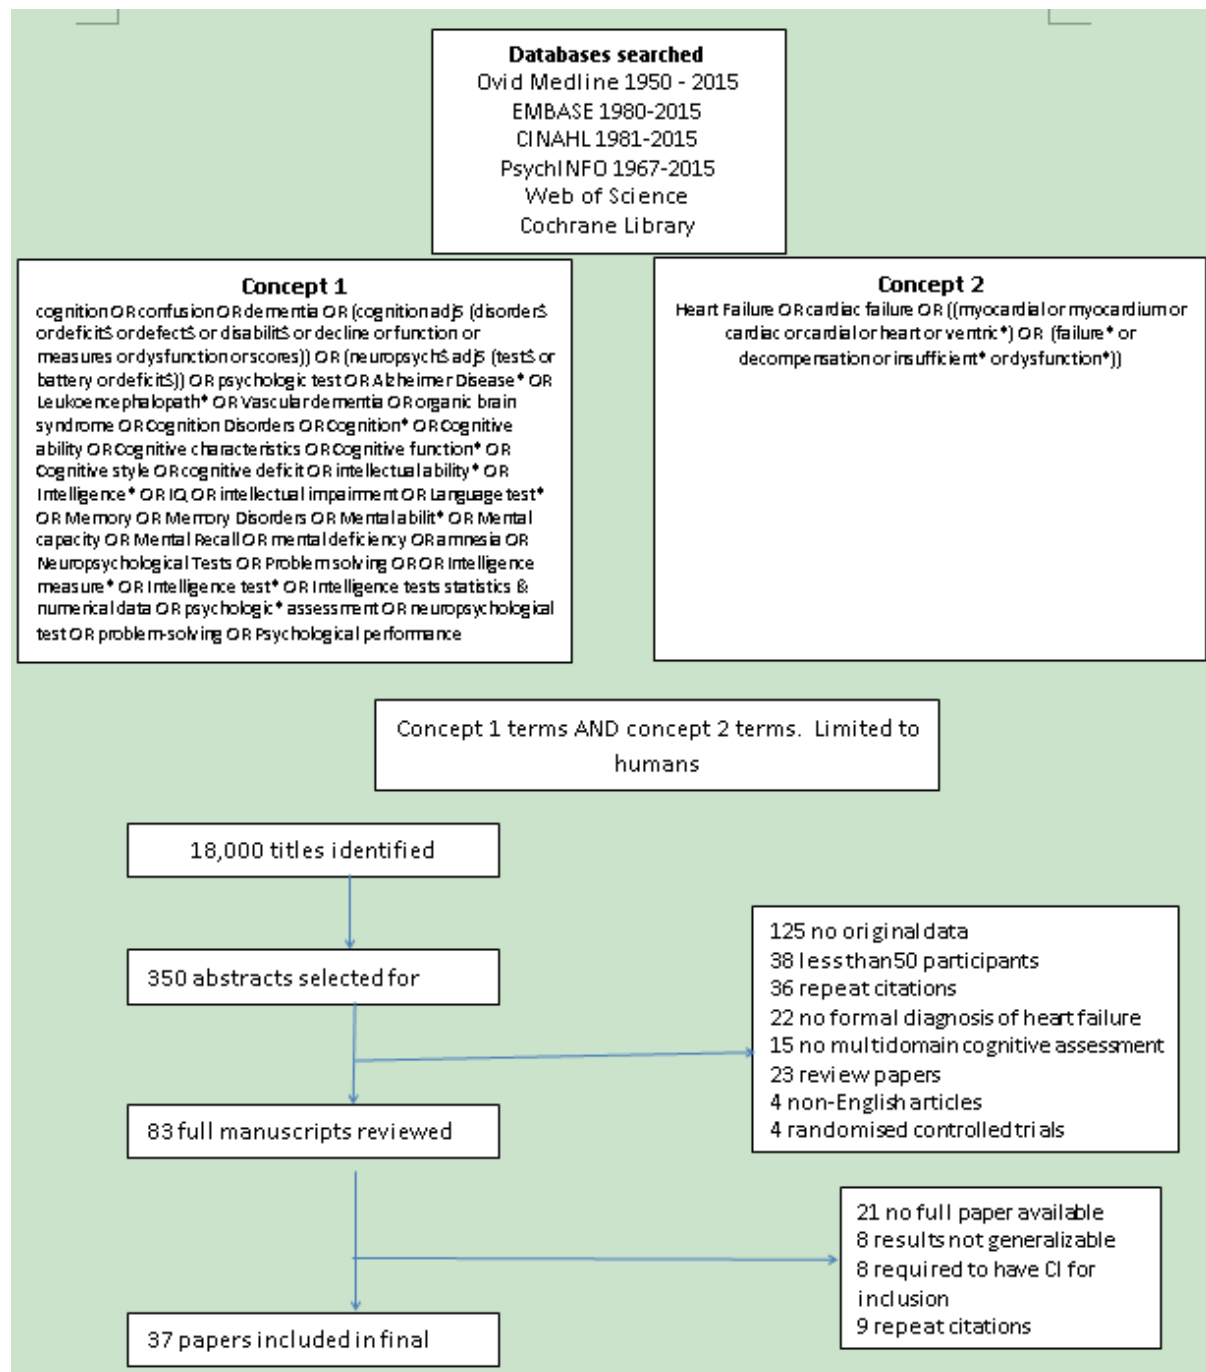 Databases searched
Ovid Medline 1950 - 2015
EMBASE 1980-2015
CINAHL 1981-2015
PsychINFO 1967-2015
Web of Science
Cochrane Library
Concept 1
cognition OR confusion OR dementia OR (cognition adj5 (disorder$
or deficit$ or defect$ or disabilit$ or decline or function or
measures or dysfunction or scores)) OR (neuropsych$ adj5 (test$ or
battery or deficit$)) OR psychologic test OR Alzheimer Disease* OR
Leukoencephalopath* OR Vascular dementia OR organic brain
syndrome OR Cognition Disorders OR Cognition* OR Cognitive
ability OR Cognitive characteristics OR Cognitive function* OR
Cognitive style OR cognitive deficit OR intellectual ability* OR
Intelligence* OR IQ OR intellectual impairment OR Language test*
OR Memory OR Memory Disorders OR Mental abilit* OR Mental
capacity OR Mental Recall OR mental deficiency OR amnesia OR
Neuropsychological Tests OR Problem solving OR OR Intelligence
measure* OR Intelligence test* OR Intelligence tests statistics &
numerical data OR psychologic* assessment OR neuropsychological
test OR problem-solving OR Psychological performance
Concept 2
Heart Failure OR cardiac failure OR ((myocardial or myocardium or
cardiac or cardial or heart or ventric*) OR (failure* or
decompensation or insufficient* or dysfunction*))
Concept 1 terms AND concept 2 terms. Limited to
humans
18,000 titles identified
350 abstracts selected for
125 no original data
38 less than 50 participants
36 repeat citations
22 no formal diagnosis of heart failure
15 no multidomain cognitive assessment
23 review papers
4 non-English articles
4 randomised controlled trials
83 full manuscripts reviewed
21 no full paper available
8 results not generalizable
8 required to have CI for
inclusion
9 repeat citations
37 papers included in final